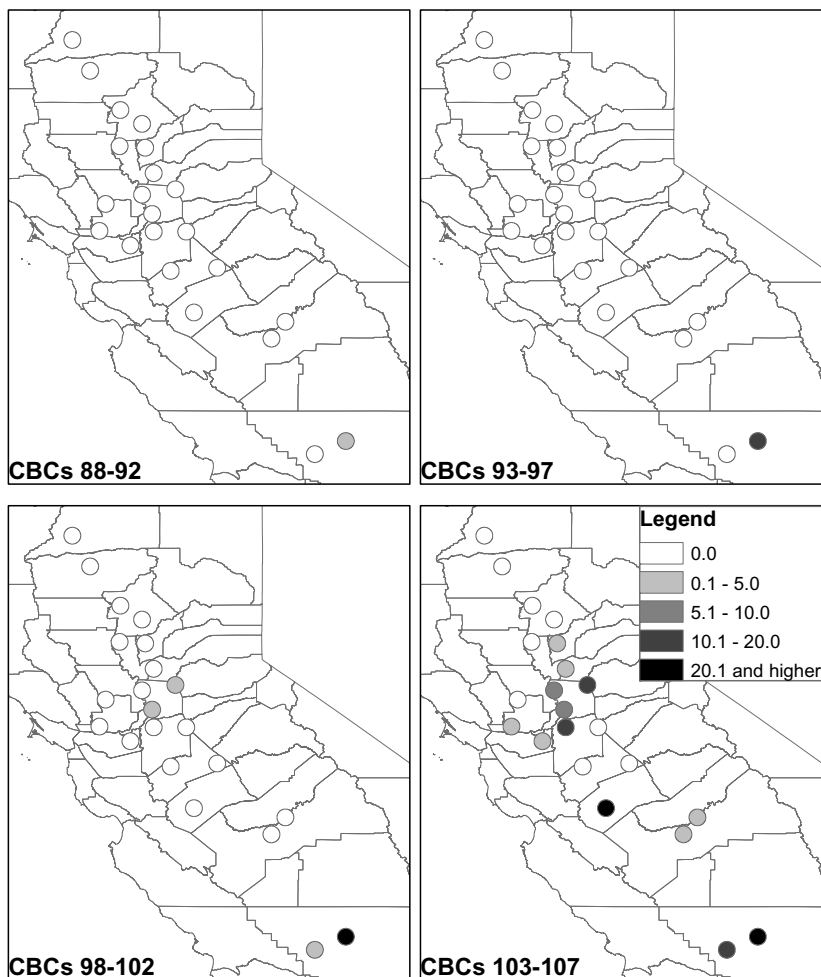 CBCs 88-92
CBCs 93-97
CBCs 98-102
CBCs 103-107
Legend
0.0
0.1 - 5.0
5.1 - 10.0
10.1 - 20.0
20.1 and higher